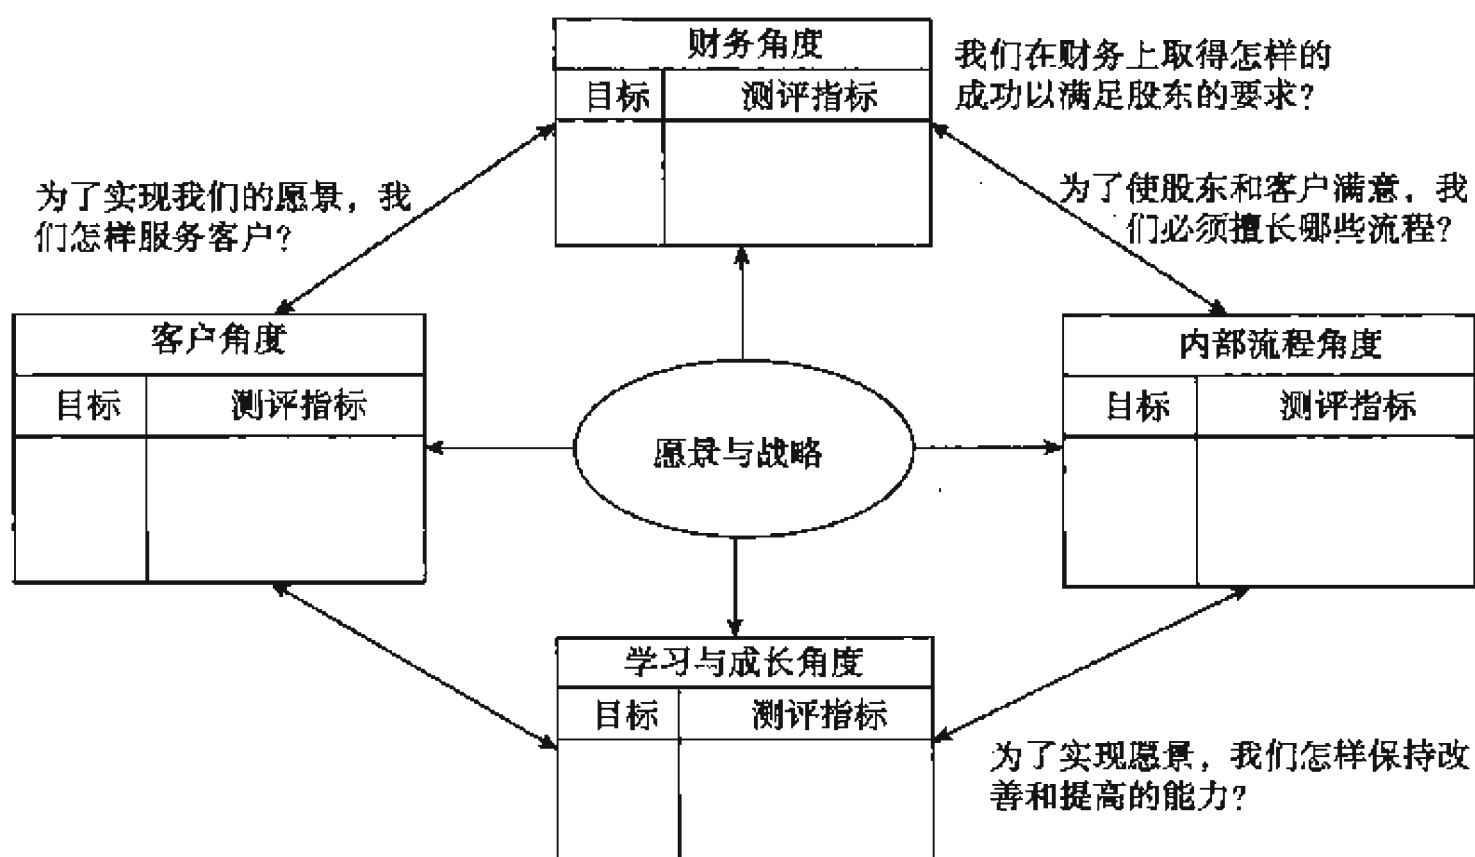 财务角度
目标 测评指标
我们在财务上取得怎样的
成功以满足股东的要求?
为了实现我们的愿景，我
们怎样服务客户?
为了使股东和客户满意，我
们必须擅长哪些流程?
客户角度
目标 测评指标
愿景与战略
内部流程角度
目标 测评指标
学习与成长角度
目标 测评指标
为了实现愿景，我们怎样保持改
善和提高的能力?